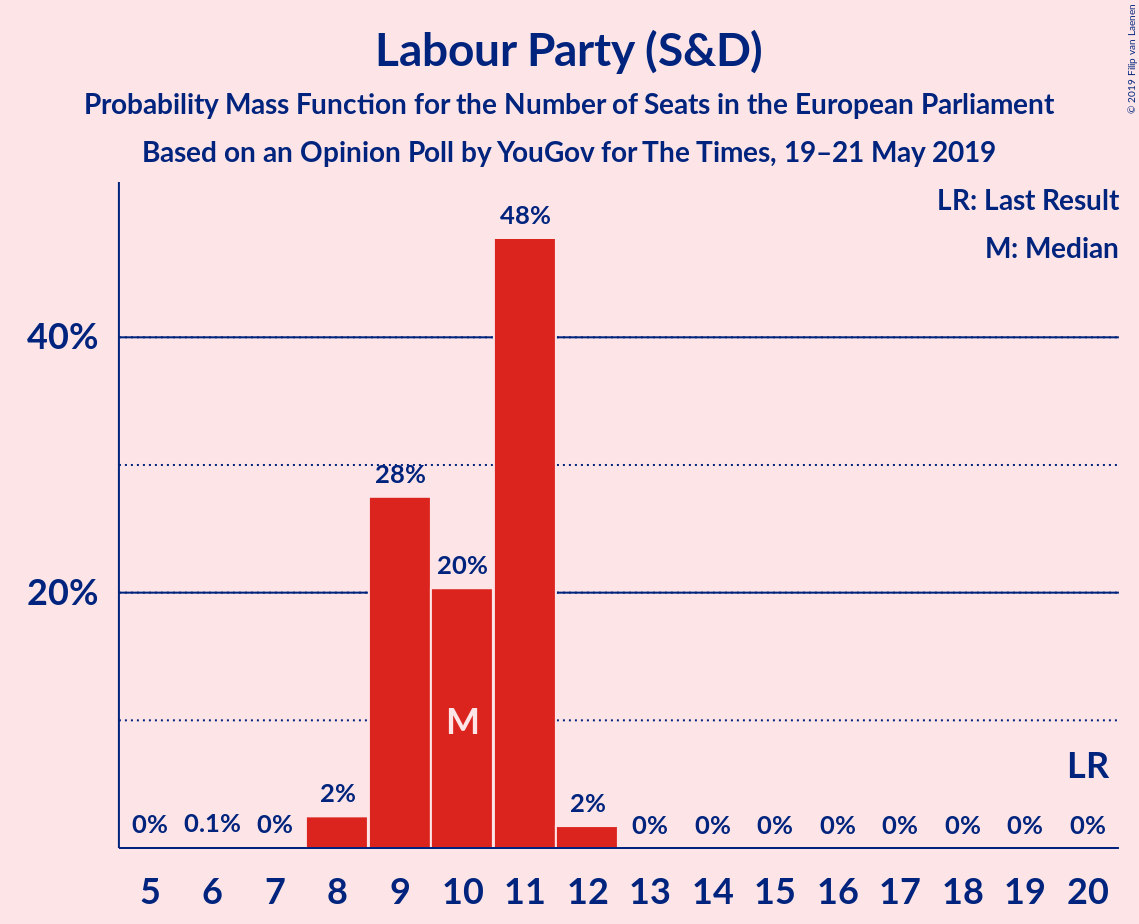 Labour Party (S&D)
Probability Mass Function for the Number of Seats in the European Parliament
Based on an Opinion Poll by YouGov for The Times, 19–21 May 2019
© 2019 Filip van Laenen
LR: Last Result
M: Median
48%
40%
28%
20%
20%
M
LR
0% 0.1% 0% 2% 2% 0% 0% 0% 0% 0% 0% 0% 0%
5 6 7 8 9 10 11 12 13 14 15 16 17 18 19 20